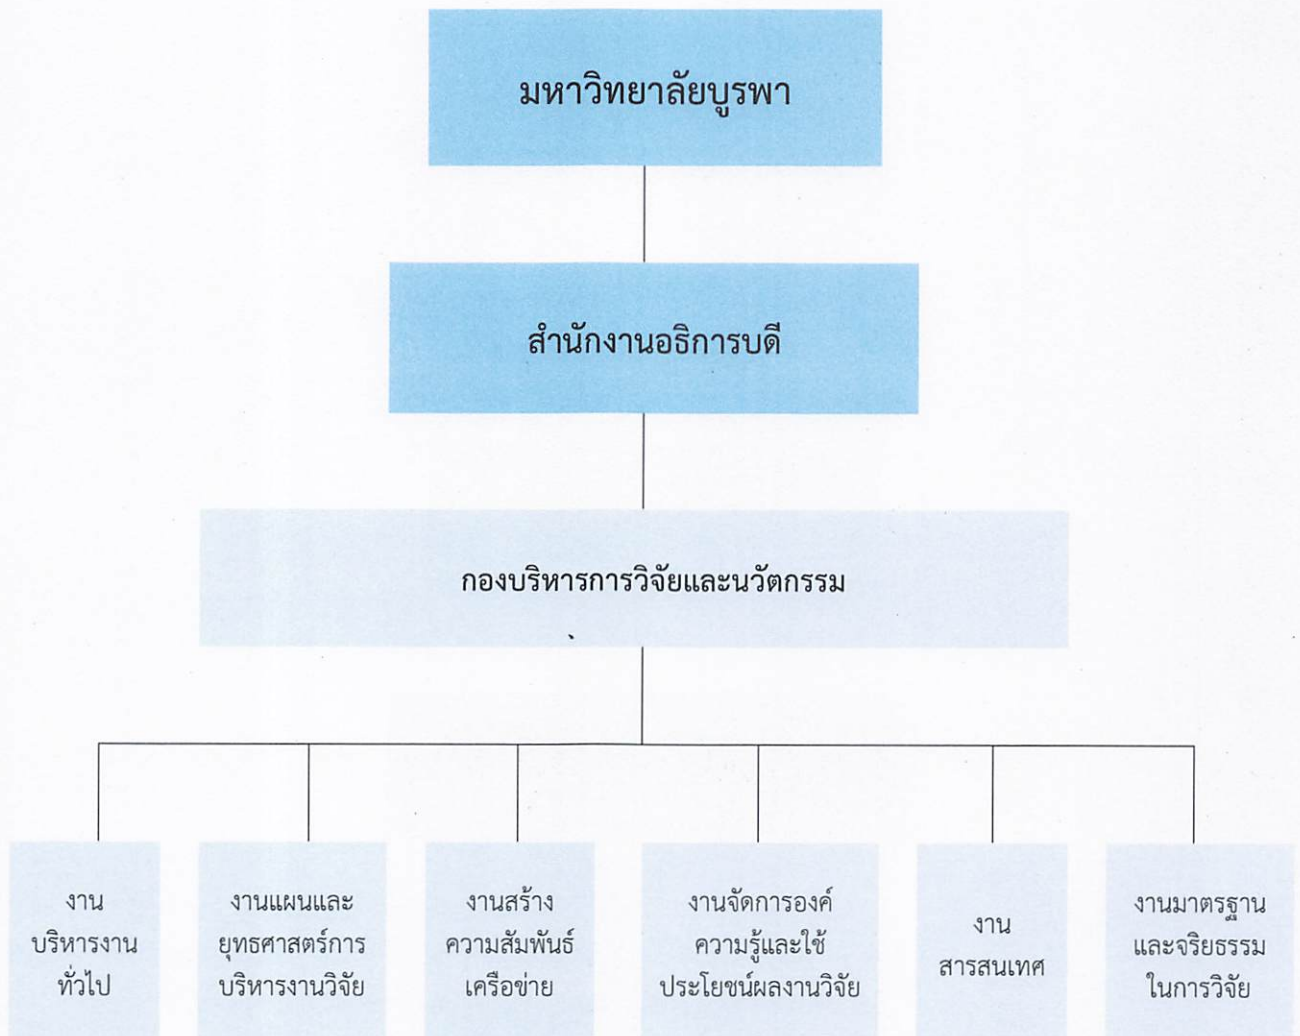 มหาวิทยาลัยบูรพา
สำนักงานอธิการบดี
กองบริหารการวิจัยและนวัตกรรม
งาน
บริหารงาน
ทั่วไป
งานแผนและ
ยุทธศาสตร์การ
บริหารงานวิจัย
งานสร้าง
ความสัมพันธ์
เครือข่าย
งานจัดการองค์
ความรู้และใช้
ประโยชน์ผลงานวิจัย
งาน
สารสนเทศ
งานมาตรฐาน
และจริยธรรม
ในการวิจัย